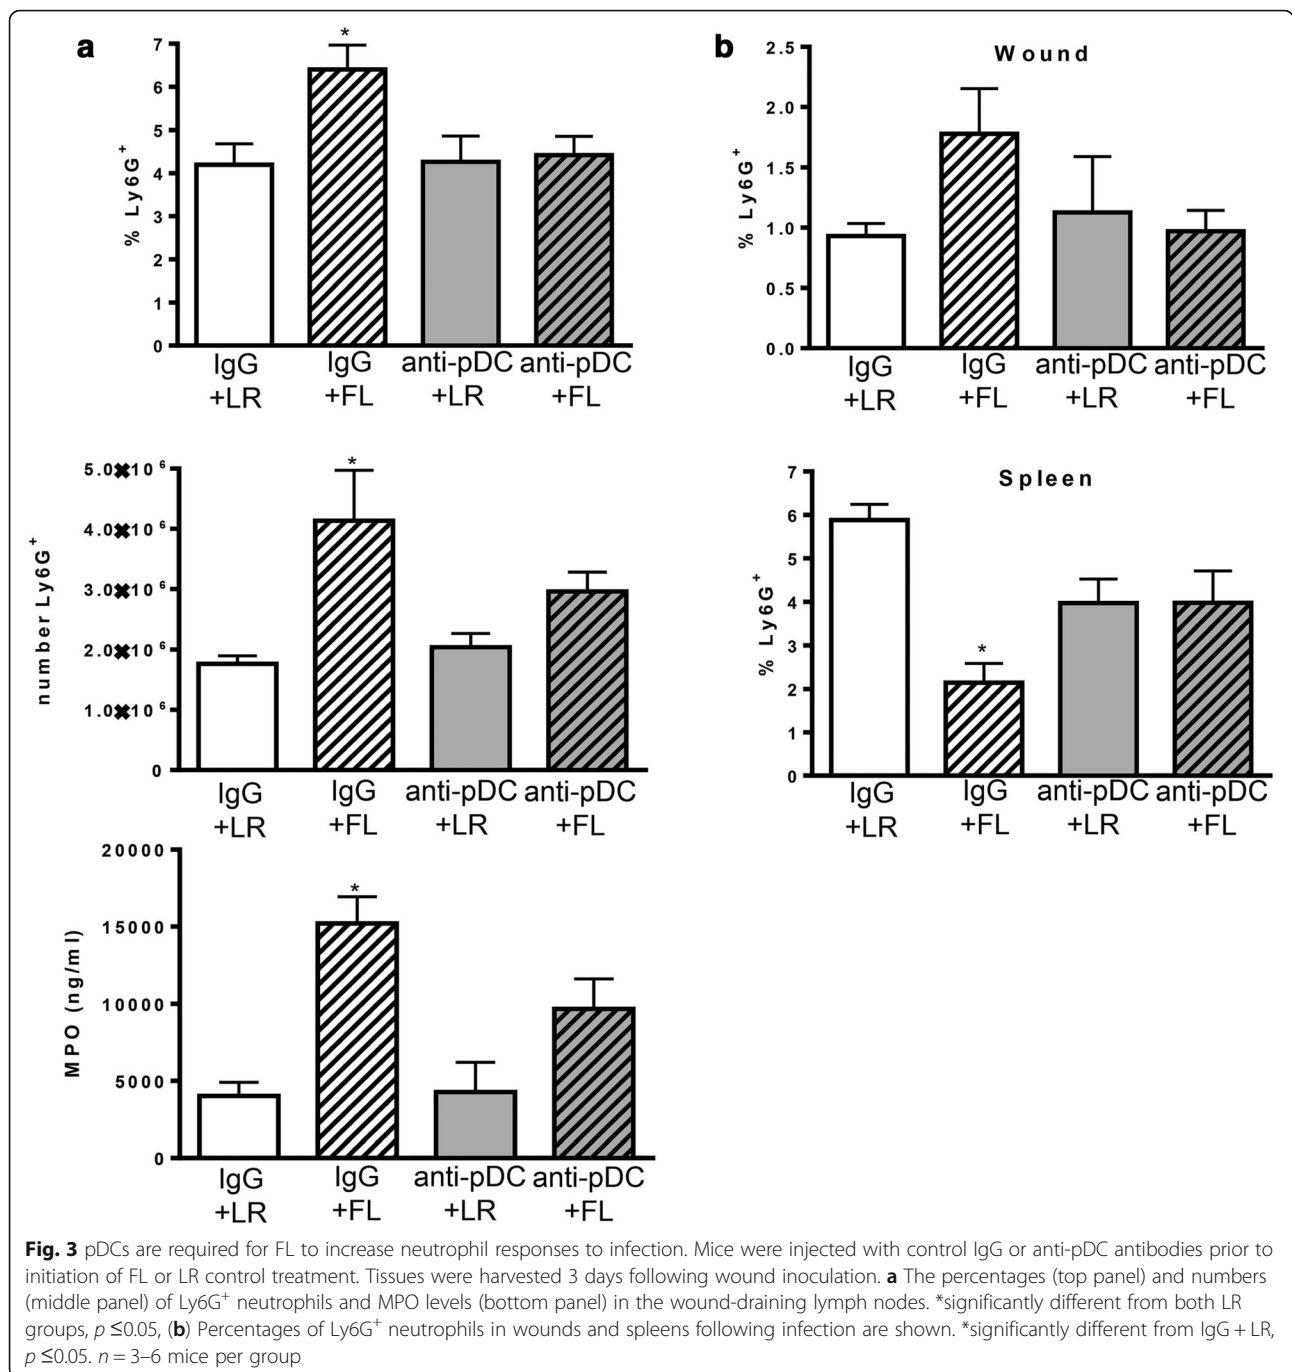 a
7
6
5
4
3
2
1
0
% Ly6G⁺
*
IgG IgG anti-pDC anti-pDC
+LR +FL +LR +FL
5.0✖10⁶
4.0✖10⁶
3.0✖10⁶
2.0✖10⁶
1.0✖10⁶
0
number Ly6G⁺
*
IgG IgG anti-pDC anti-pDC
+LR +FL +LR +FL
20000
15000
10000
5000
0
MPO (ng/ml)
*
IgG IgG anti-pDC anti-pDC
+LR +FL +LR +FL
b
Wound
2.5
2.0
1.5
1.0
0.5
0.0
% Ly6G⁺
IgG IgG anti-pDC anti-pDC
+LR +FL +LR +FL
Spleen
7
6
5
4
3
2
1
0
% Ly6G⁺
*
IgG IgG anti-pDC anti-pDC
+LR +FL +LR +FL
Fig. 3 pDCs are required for FL to increase neutrophil responses to infection. Mice were injected with control IgG or anti-pDC antibodies prior to
initiation of FL or LR control treatment. Tissues were harvested 3 days following wound inoculation. a The percentages (top panel) and numbers
(middle panel) of Ly6G⁺ neutrophils and MPO levels (bottom panel) in the wound-draining lymph nodes. *significantly different from both LR
groups, p ≤0.05, (b) Percentages of Ly6G⁺ neutrophils in wounds and spleens following infection are shown. *significantly different from IgG + LR,
p ≤0.05. n = 3–6 mice per group